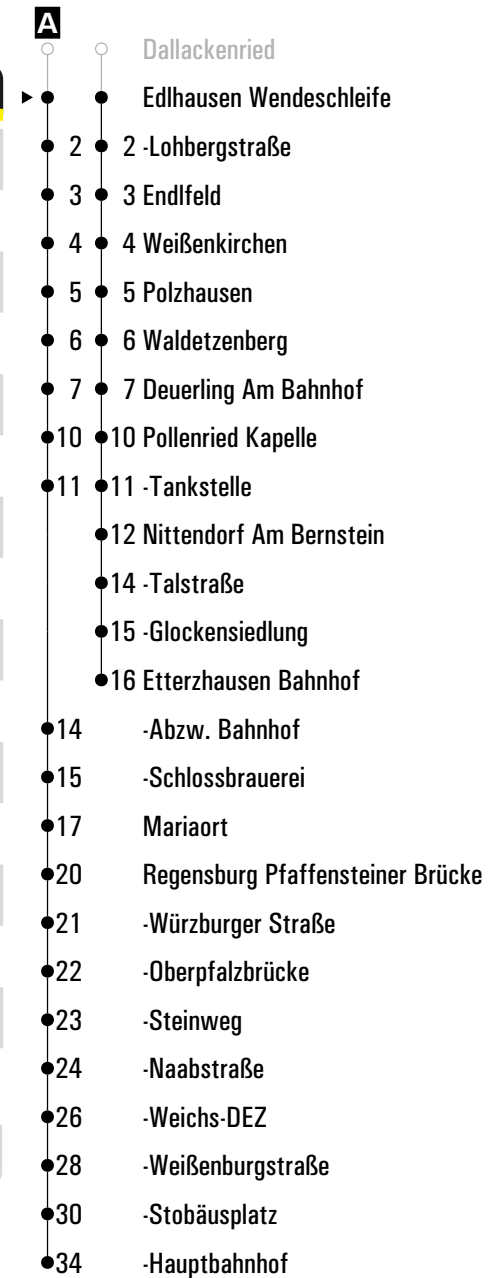 A
Dallackenried
Edlhausen Wendeschleife
2 2 -Lohbergstraße
3 3 Endlfeld
4 4 Weißenkirchen
5 5 Polzhausen
6 6 Waldetzenberg
7 7 Deuerling Am Bahnhof
10 10 Pollenried Kapelle
11 11 -Tankstelle
12 Nittendorf Am Bernstein
14 -Talstraße
15 -Glockensiedlung
16 Etterzhausen Bahnhof
14 -Abzw. Bahnhof
15 -Schlossbrauerei
17 Mariaort
20 Regensburg Pfaffensteiner Brücke
21 -Würzburger Straße
22 -Oberpfalzbrücke
23 -Steinweg
24 -Naabstraße
26 -Weichs-DEZ
28 -Weißenburgstraße
30 -Stobäusplatz
34 -Hauptbahnhof